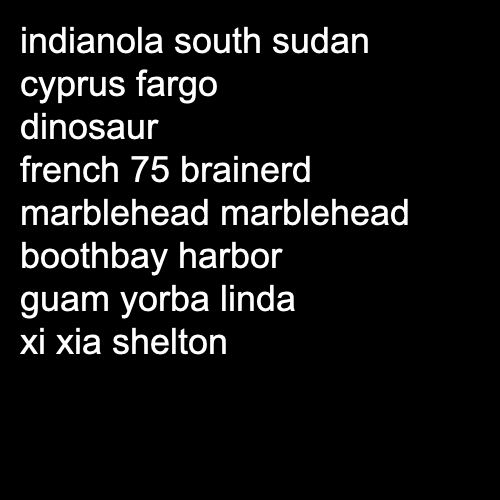 indianola south sudan
cyprus fargo
dinosaur
french 75 brainerd
marblehead marblehead
boothbay harbor
guam yorba linda
xi xia shelton